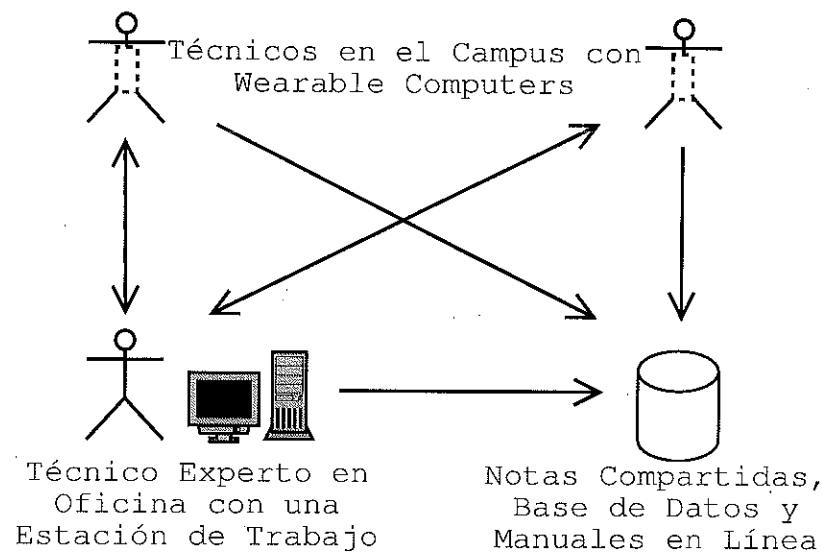 Técnicos en el Campus con
Wearable Computers
Técnico Experto en
Oficina con una
Estación de Trabajo
Notas Compartidas,
Base de Datos y
Manuales en Línea